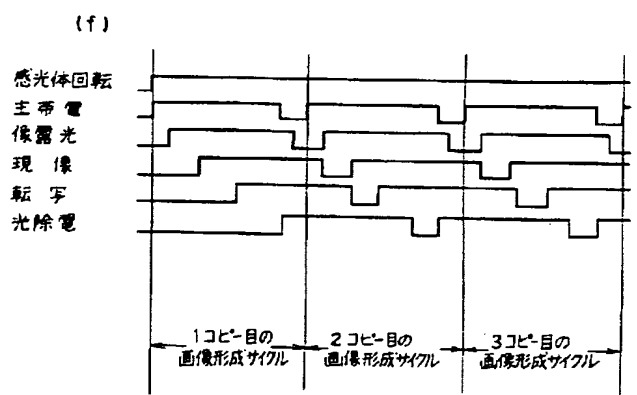 (f)
感光体回転
主帯電
像露光
現像
転写
光除電
1コピー目の
画像形成サイクル
2コピー目の
画像形成サイクル
3コピー目の
画像形成サイクル